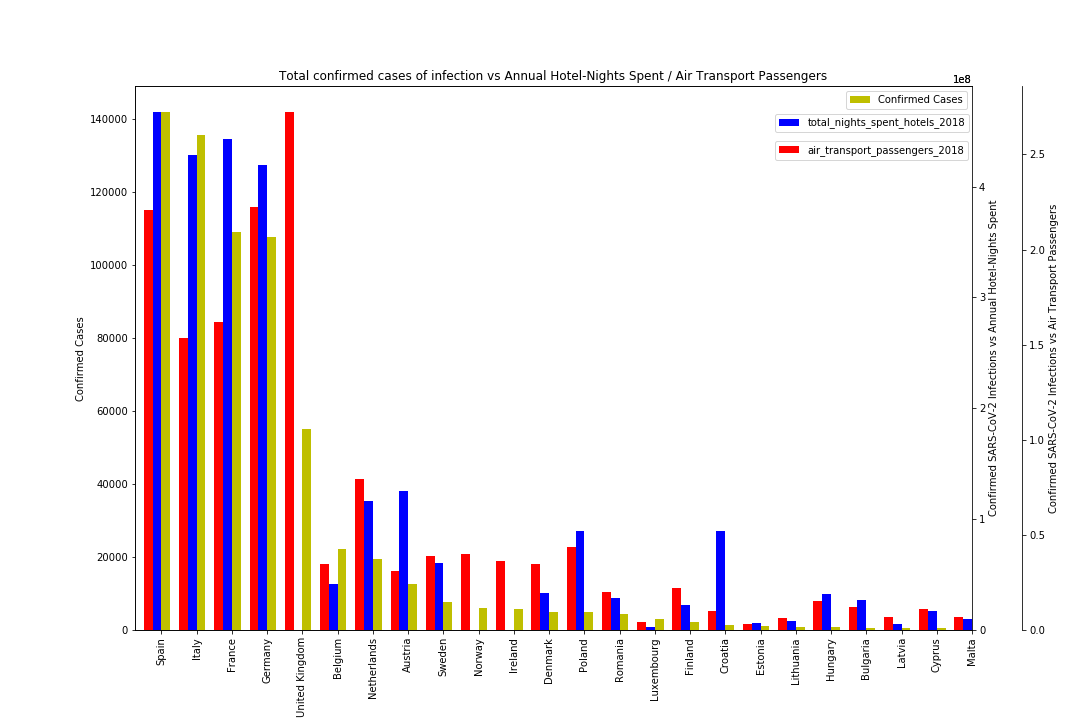 Total confirmed cases of infection vs Annual Hotel-Nights Spent / Air Transport Passengers
1e8
Confirmed Cases
total_nights_spent_hotels_2018
air_transport_passengers_2018
140000
120000
100000
80000
60000
40000
20000
0
Confirmed Cases
4
3
2
1
0
Confirmed SARS-CoV-2 Infections vs Annual Hotel-Nights Spent
2.5
2.0
1.5
1.0
0.5
0.0
Confirmed SARS-CoV-2 Infections vs Air Transport Passengers
Spain
Italy
France
Germany
United Kingdom
Belgium
Netherlands
Austria
Sweden
Norway
Ireland
Denmark
Poland
Romania
Luxembourg
Finland
Croatia
Estonia
Lithuania
Hungary
Bulgaria
Latvia
Cyprus
Malta